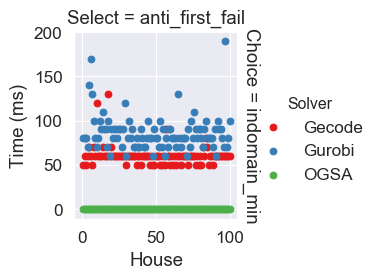 Select = anti_first_fail
200
150
100
50
0
Time (ms)
0
50
100
House
Choice = indomain_min
Solver
Gecode
Gurobi
OGSA